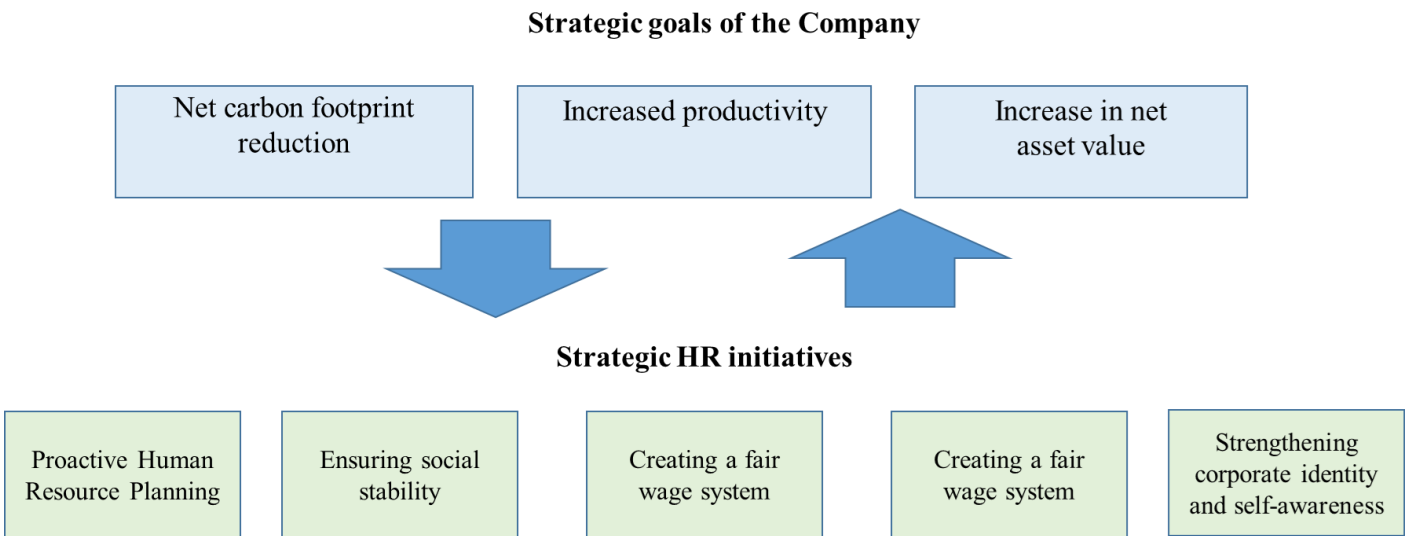 Strategic goals of the Company
Net carbon footprint
reduction
Increased productivity
Increase in net
asset value
Strategic HR initiatives
Proactive Human
Resource Planning
Ensuring social
stability
Creating a fair
wage system
Creating a fair
wage system
Strengthening
corporate identity
and self-awareness